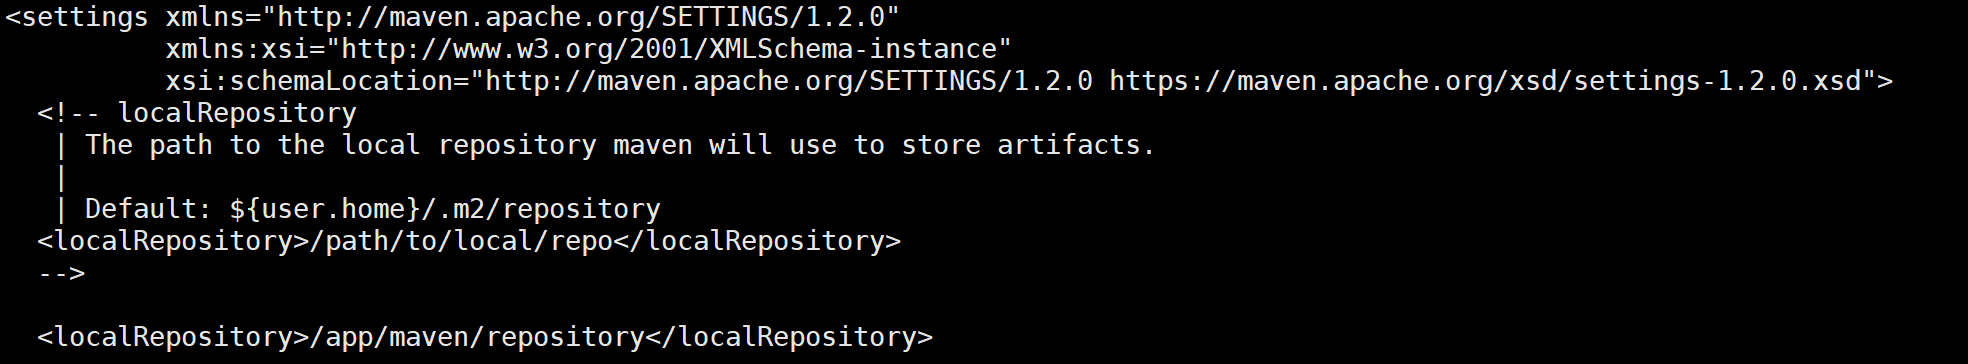 <settings xmlns="http://maven.apache.org/SETTINGS/1.2.0"
          xmlns:xsi="http://www.w3.org/2001/XMLSchema-instance"
          xsi:schemaLocation="http://maven.apache.org/SETTINGS/1.2.0 https://maven.apache.org/xsd/settings-1.2.0.xsd">
  <!-- localRepository
   | The path to the local repository maven will use to store artifacts.
   |
   | Default: ${user.home}/.m2/repository
  <localRepository>/path/to/local/repo</localRepository>
  -->

  <localRepository>/app/maven/repository</localRepository>